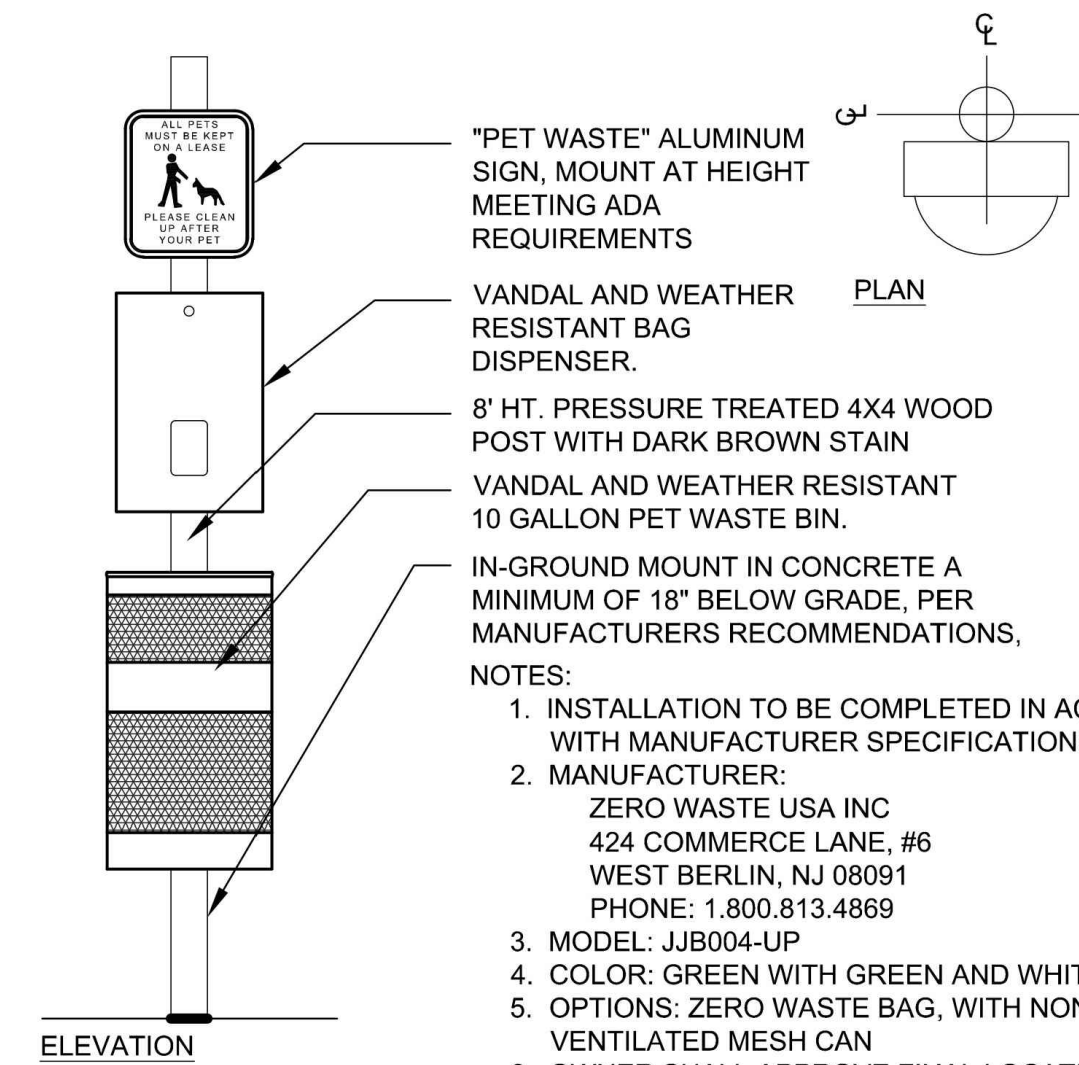 ALL PETS
MUST BE KEPT
ON A LEASE
PLEASE CLEAN
UP AFTER
YOUR PET
"PET WASTE" ALUMINUM
SIGN, MOUNT AT HEIGHT
MEETING ADA
REQUIREMENTS
PLAN
VANDAL AND WEATHER
RESISTANT BAG
DISPENSER.
8' HT. PRESSURE TREATED 4X4 WOOD
POST WITH DARK BROWN STAIN
VANDAL AND WEATHER RESISTANT
10 GALLON PET WASTE BIN.
IN-GROUND MOUNT IN CONCRETE A
MINIMUM OF 18" BELOW GRADE, PER
MANUFACTURERS RECOMMENDATIONS,
NOTES:
1. INSTALLATION TO BE COMPLETED IN
WITH MANUFACTURER SPECIFICATION
2. MANUFACTURER:
ZERO WASTE USA INC
424 COMMERCE LANE, #6
WEST BERLIN, NJ 08091
PHONE: 1.800.813.4869
3. MODEL: JJB004-UP
4. COLOR: GREEN WITH GREEN AND
5. OPTIONS: ZERO WASTE BAG, WITH NON
VENTILATED MESH CAN
ELEVATION